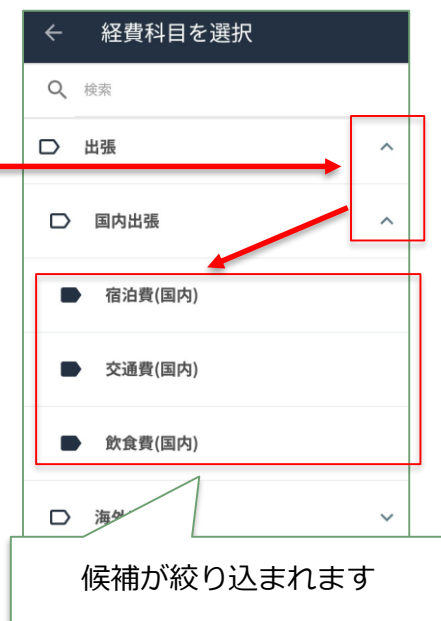 経費科目を選択
検索
出張
国内出張
宿泊費(国内)
交通費(国内)
飲食費(国内)
海外
候補が絞り込まれます